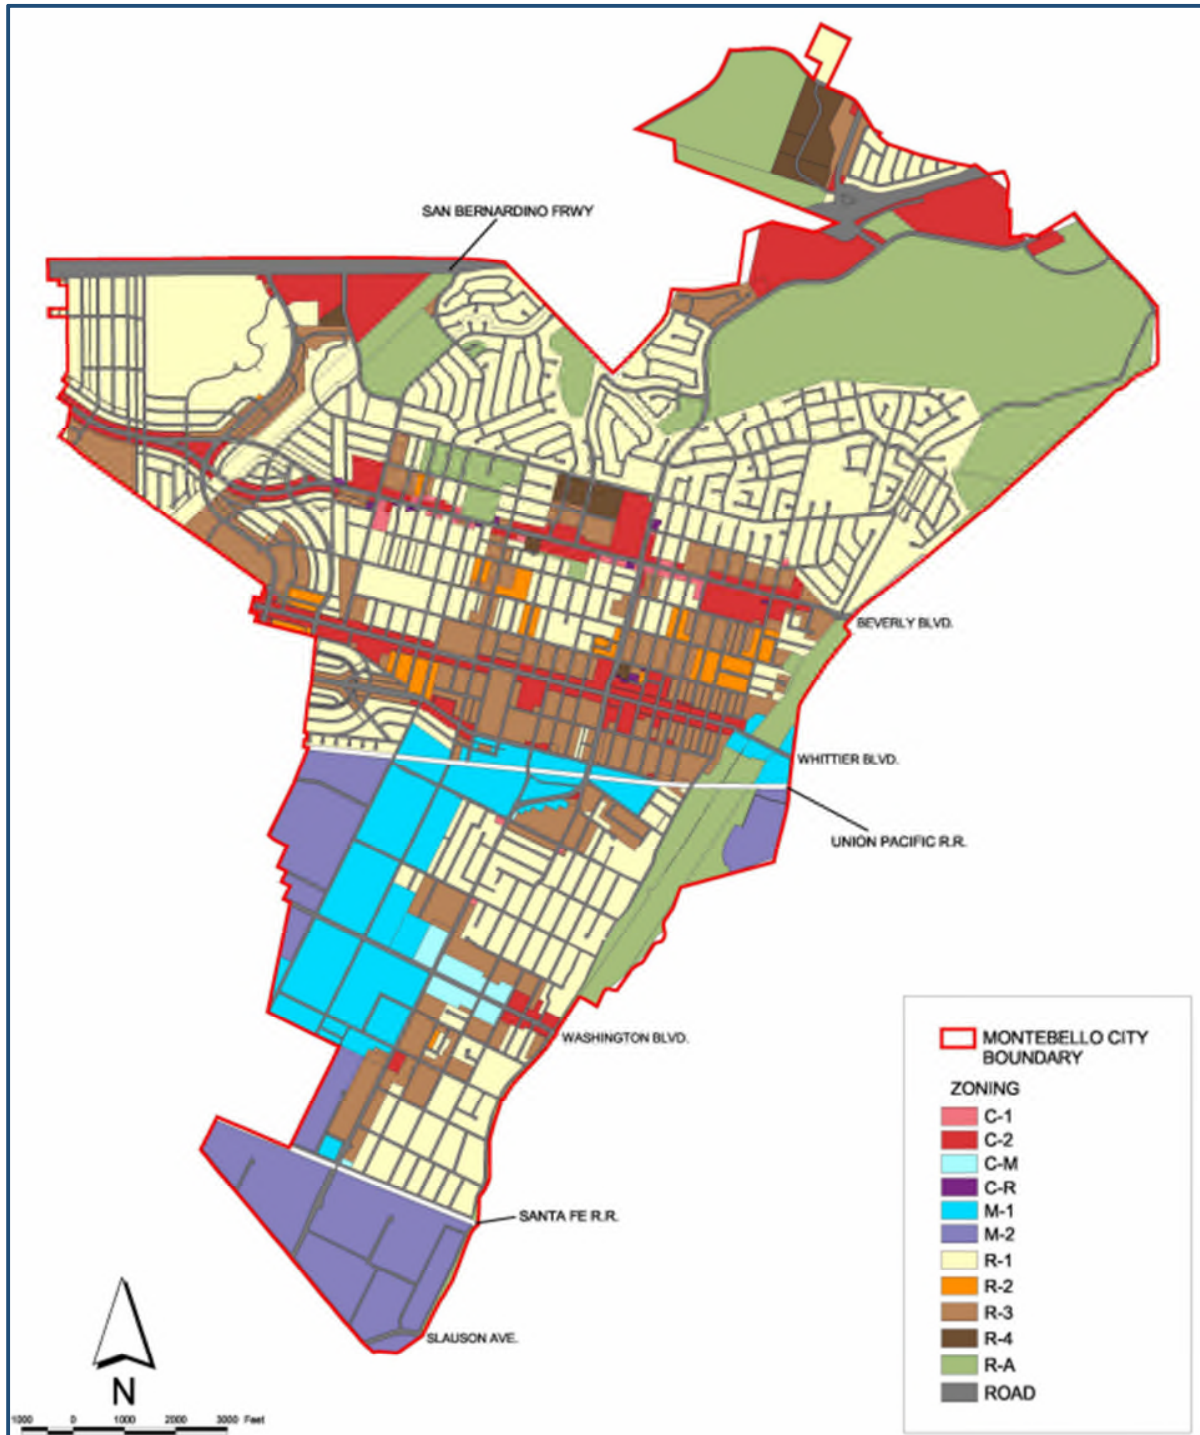 SAN BERNARDINO FRWY
BEVERLY BLVD.
WHITTIER BLVD.
UNION PACIFIC R.R.
WASHINGTON BLVD.
SANTA FE R.R.
SLAUSON AVE.
MONTEBELLO CITY
BOUNDARY
ZONING
C-1
C-2
C-M
C-R
M-1
M-2
R-1
R-2
R-3
R-4
R-A
ROAD
N
1000 0 1000 2000 3000 Feet